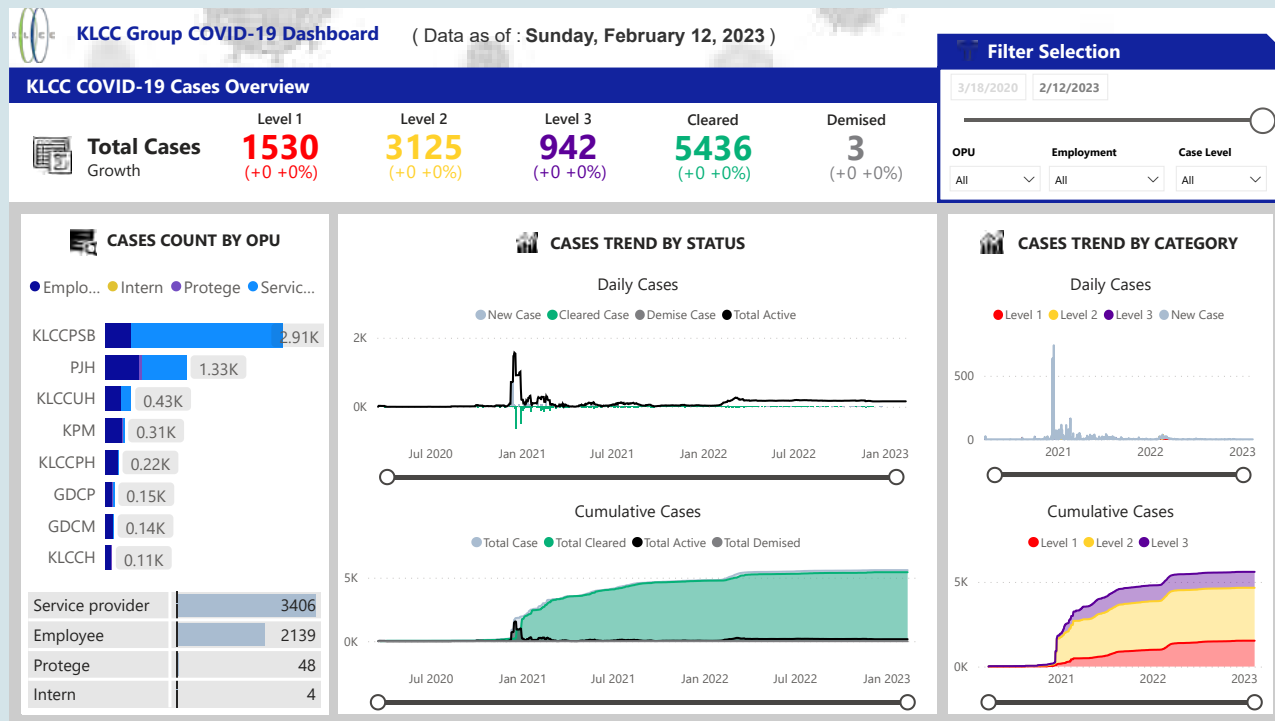 KLCC
KLCC Group COVID-19 Dashboard
( Data as of : Sunday, February 12, 2023 )
Filter Selection
KLCC COVID-19 Cases Overview
3/18/2020
2/12/2023
Total Cases
Growth
Level 1
1530
(+0 +0%)
Level 2
3125
(+0 +0%)
Level 3
942
(+0 +0%)
Cleared
5436
(+0 +0%)
Demised
3
(+0 +0%)
OPU
Employment
Case Level
All
All
All
CASES COUNT BY OPU
Emplo... Intern Protege Servic...
KLCCPSB 2.91K
PJH 1.33K
KLCCUH 0.43K
KPM 0.31K
KLCCPH 0.22K
GDCP 0.15K
GDCM 0.14K
KLCCH 0.11K
Service provider 3406
Employee 2139
Protege 48
Intern 4
CASES TREND BY STATUS
Daily Cases
New Case Cleared Case Demise Case Total Active
2K
0K
Jul 2020 Jan 2021 Jul 2021 Jan 2022 Jul 2022 Jan 2023
Cumulative Cases
Total Case Total Cleared Total Active Total Demised
5K
0K
Jul 2020 Jan 2021 Jul 2021 Jan 2022 Jul 2022 Jan 2023
CASES TREND BY CATEGORY
Daily Cases
Level 1 Level 2 Level 3 New Case
500
0
2021 2022 2023
Cumulative Cases
Level 1 Level 2 Level 3
5K
0K
2021 2022 2023